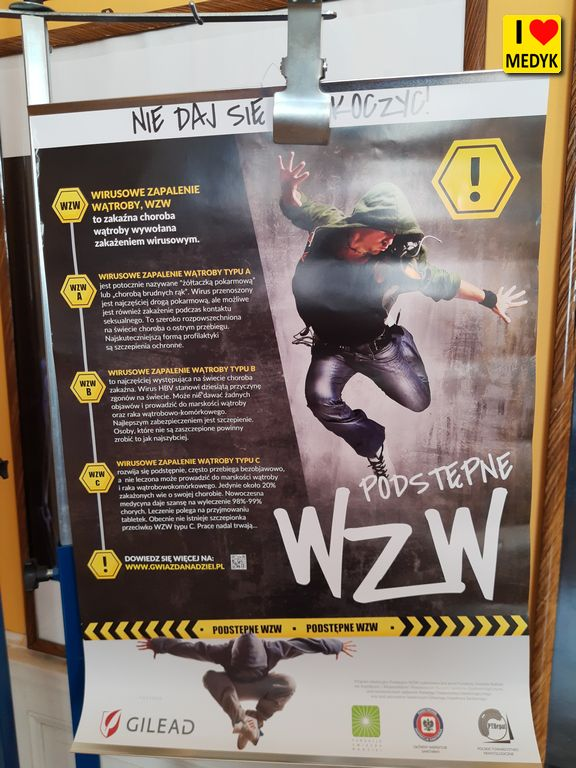 I ❤ MEDYK
NIE DAJ SIĘ
WZW
WIRUSOWE ZAPALENIE
WĄTROBY, WZW
to zakaźna choroba
wątroby wywołana
zakażeniem wirusowym.
WZW
A
WIRUSOWE ZAPALENIE WĄTROBY TYPU A
jest potocznie nazywane "żółtaczką pokarmową"
lub „chorobą brudnych rąk". Wirus przenoszony
jest najczęściej drogą pokarmową, ale możliwe
jest również zakażenie podczas kontaktu
seksualnego. To szeroko rozpowszechniona
na świecie choroba o ostrym przebiegu.
Najskuteczniejszą formą profilaktyki
są szczepienia ochronne.
WZW
B
WIRUSOWE ZAPALENIE WĄTROBY TYPU B
to najczęściej występująca na świecie choroba
zakaźna. Wirus HBV stanowi dziesiątą przyczynę
zgonów na świecie. Może nie dawać żadnych
objawów i prowadzić do marskości wątroby
oraz raka wątrobowo-komórkowego.
Najlepszym zabezpieczeniem jest szczepienie.
Osoby, które nie są zaszczepione powinny
zrobić to jak najszybciej.
WZW
C
WIRUSOWE ZAPALENIE WĄTROBY TYPU C
rozwija się podstępnie, często przebiega bezobjawowo,
a nie leczona może prowadzić do marskości wątroby
i raka wątrobowokomórkowego. Jedynie około 20%
zakażonych wie o swojej chorobie. Nowoczesna
medycyna daje szansę na wyleczenie 98%-99%
chorych. Leczenie polega na przyjmowaniu
tabletek. Obecnie nie istnieje szczepionka
przeciwko WZW typu C. Prace nadal trwają...
!
DOWIEDZ SIĘ WIĘCEJ NA:
WWW.GWIAZDANADZIEI.PL
!
PODSTĘPNE
WZW
PODSTĘPNE WZW • PODSTĘPNE WZW
GILEAD
GŁÓWNY INSPEKTOR
SANITARNY
POLSKIE TOWARZYSTWO